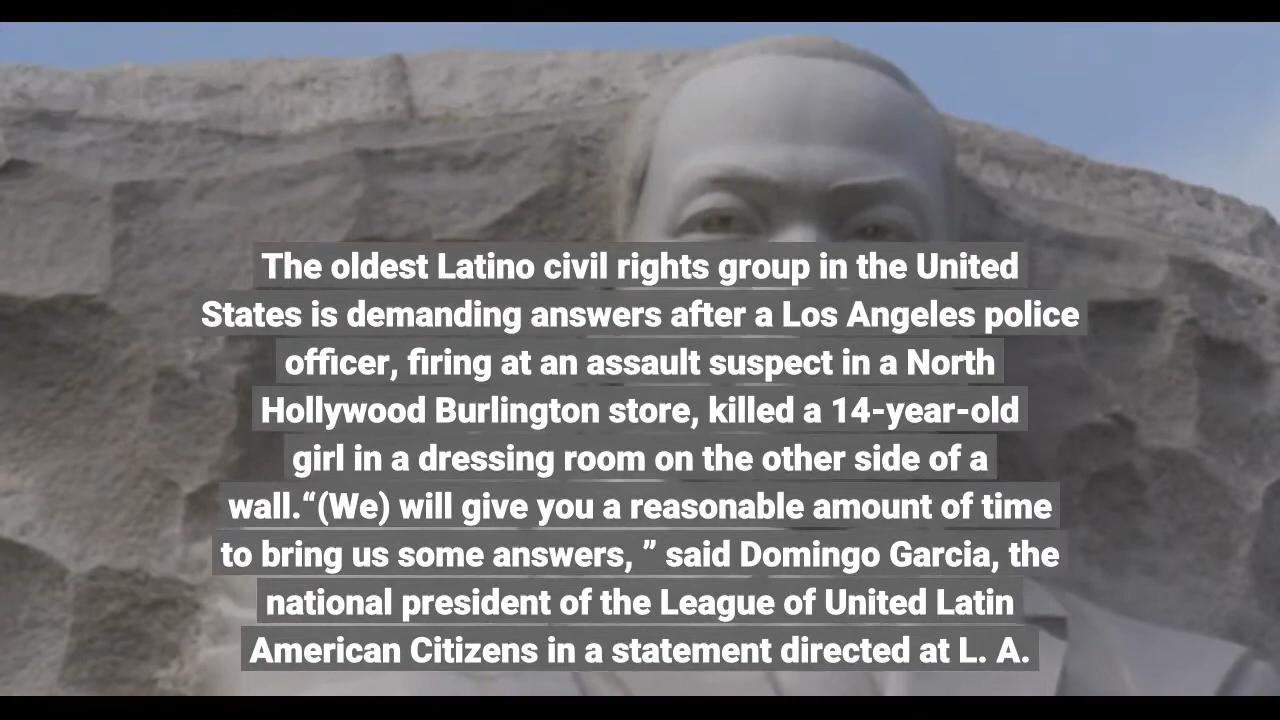 The oldest Latino civil rights group in the United
States is demanding answers after a Los Angeles police
officer, firing at an assault suspect in a North
Hollywood Burlington store, killed a 14-year-old
girl in a dressing room on the other side of a
wall.“(We) will give you a reasonable amount of time
to bring us some answers, ” said Domingo Garcia, the
national president of the League of United Latin
American Citizens in a statement directed at L. A.